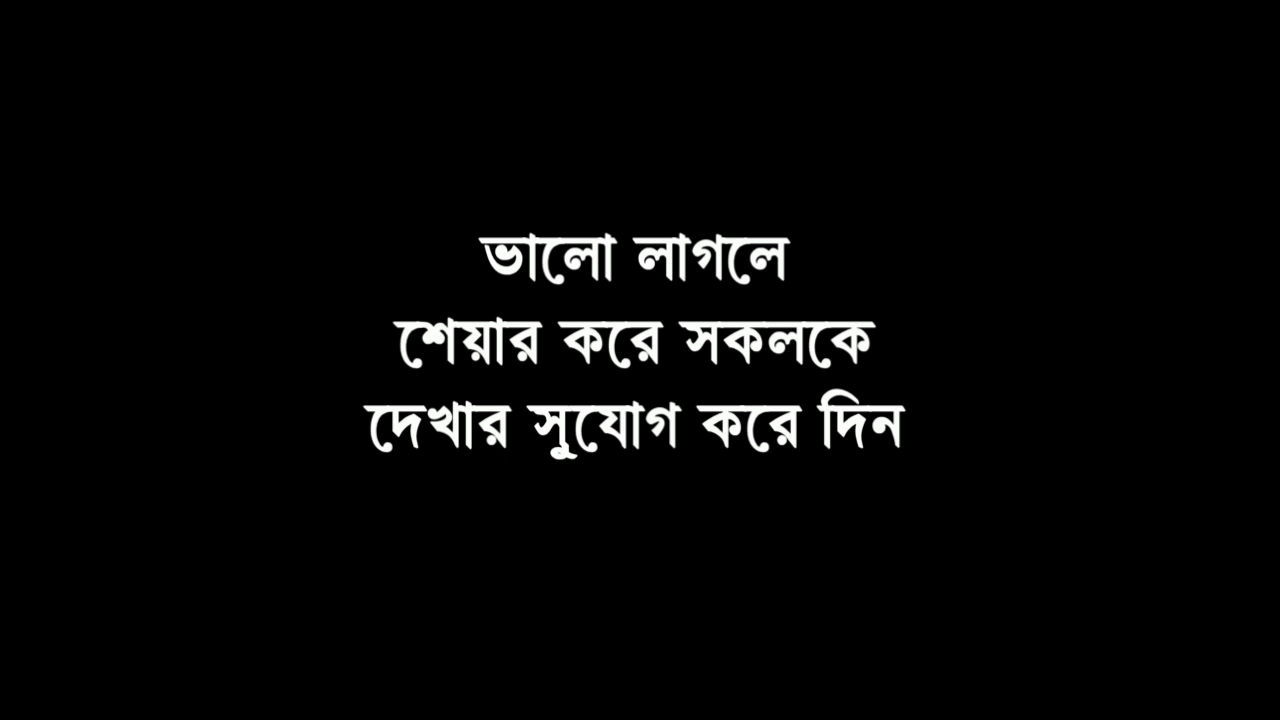 ভালো লাগলে
শেয়ার করে সকলকে
দেখার সুযোগ করে দিন